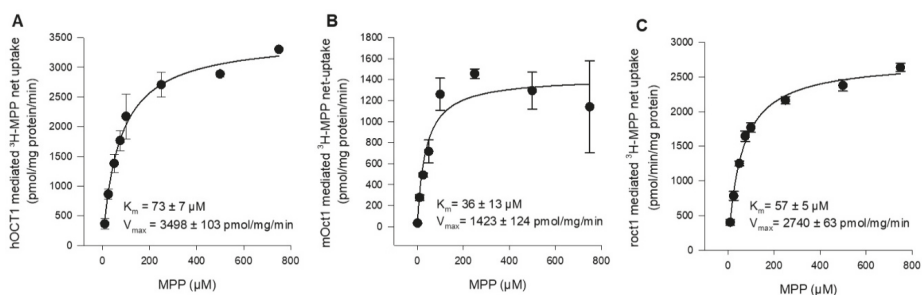 A
hOCT1 mediated ³H-MPP net uptake
(pmol/mg protein/min)
3500
3000
2500
2000
1500
1000
500
0
Kₘ = 73 ± 7 µM
Vₘₐₓ = 3498 ± 103 pmol/mg/min
0 200 400 600 800
MPP (µM)
B
mOct1 mediated ³H-MPP net-uptake
(pmol/mg protein/min)
1800
1600
1400
1200
1000
800
600
400
200
0
Kₘ = 36 ± 13 µM
Vₘₐₓ = 1423 ± 124 pmol/mg/min
0 200 400 600 800
MPP (µM)
C
roct1 mediated ³H-MPP net uptake
(pmol/min/mg protein)
3000
2500
2000
1500
1000
500
0
Kₘ = 57 ± 5 µM
Vₘₐₓ = 2740 ± 63 pmol/mg/min
0 200 400 600 800
MPP (µM)